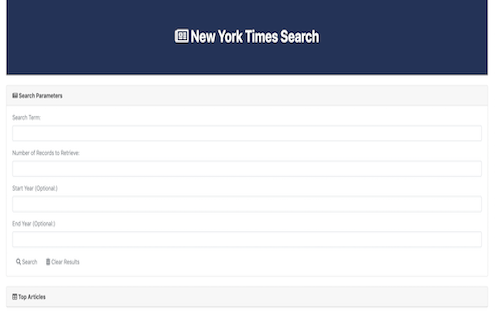 New York Times Search
Search Parameters
Search Term:
Number of Records to Retrieve:
Start Year (Optional:)
End Year (Optional:)
Search Clear Results
Top Articles